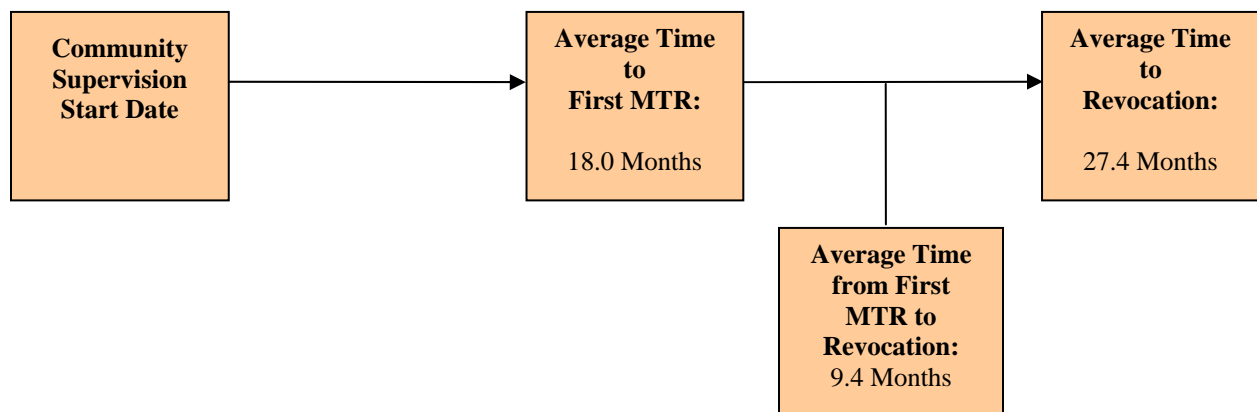 Community
Supervision
Start Date
Average Time
to
First MTR:
18.0 Months
Average Time
to
Revocation:
27.4 Months
Average Time
from First
MTR to
Revocation:
9.4 Months